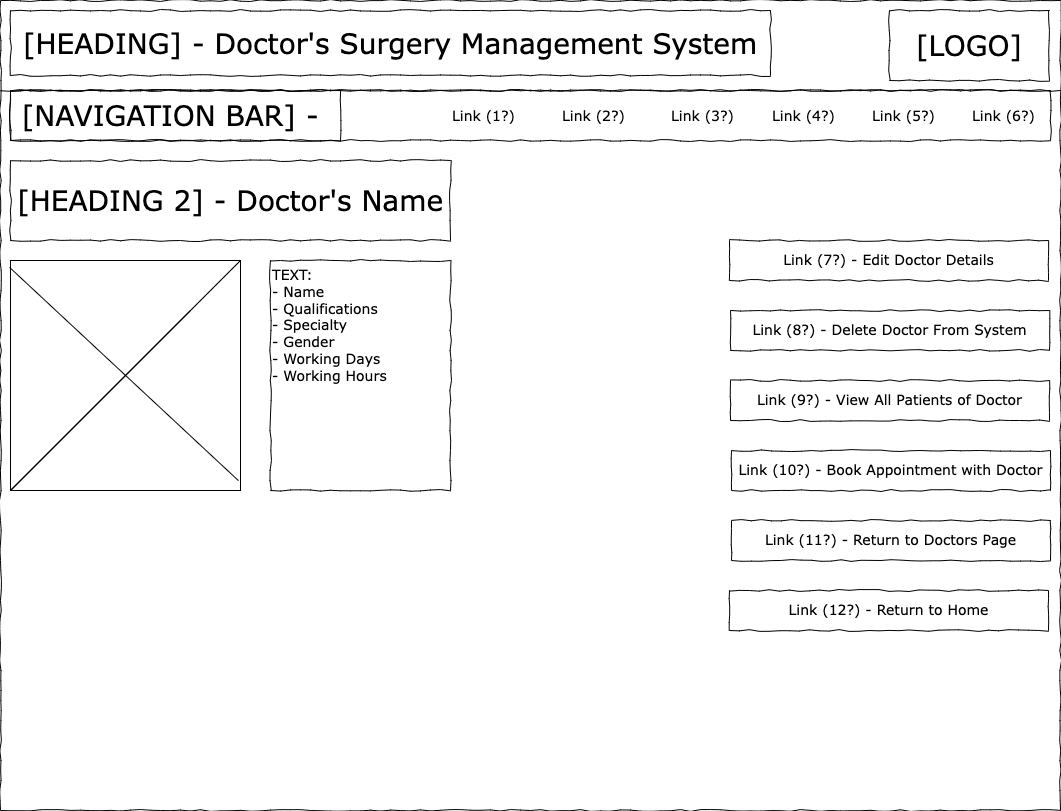 [HEADING] - Doctor's Surgery Management System
[LOGO]
[NAVIGATION BAR] -
Link (1?)
Link (2?)
Link (3?)
Link (4?)
Link (5?)
Link (6?)
[HEADING 2] - Doctor's Name
TEXT:
- Name
- Qualifications
- Specialty
- Gender
- Working Days
- Working Hours
Link (7?) - Edit Doctor Details
Link (8?) - Delete Doctor From System
Link (9?) - View All Patients of Doctor
Link (10?) - Book Appointment with Doctor
Link (11?) - Return to Doctors Page
Link (12?) - Return to Home